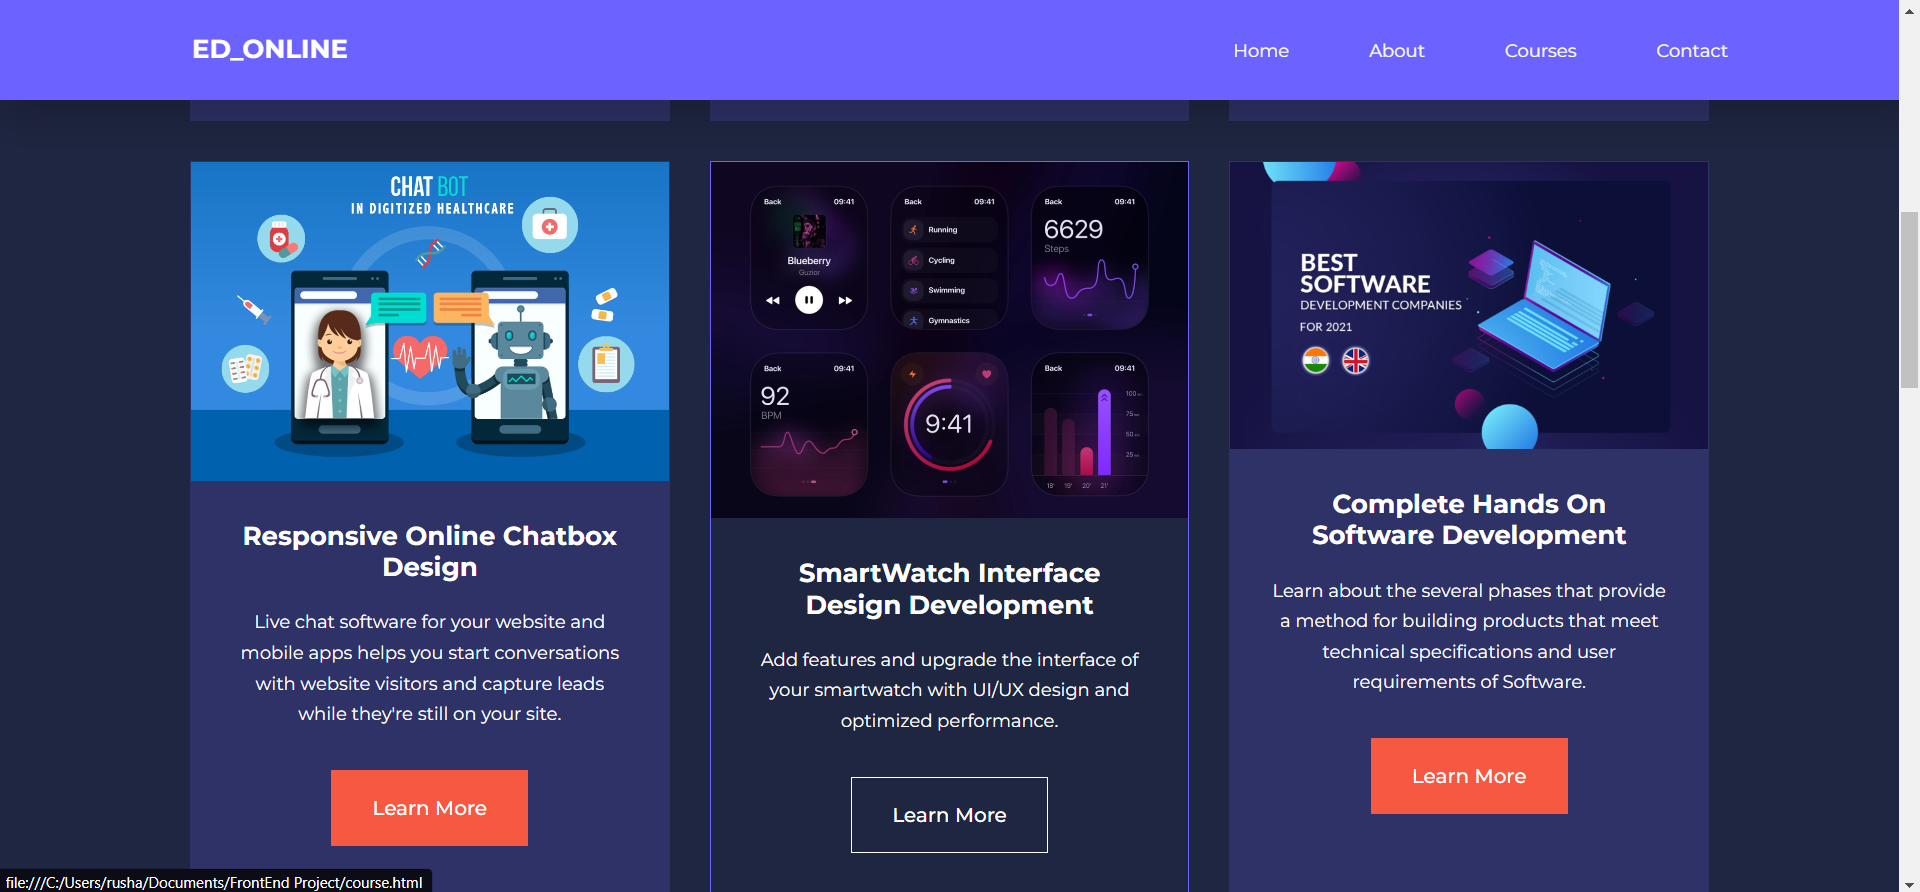 ED_ONLINE
Home
About
Courses
Contact
CHAT BOT
IN DIGITIZED HEALTHCARE
Responsive Online Chatbox
Design
Live chat software for your website and
mobile apps helps you start conversations
with website visitors and capture leads
while they're still on your site.
Learn More
Back 09:41
Blueberry
Guzior
Back 09:41
Running
Cycling
Swimming
Gymnastics
Back 09:41
6629
Steps
Back 09:41
92
BPM
9:41
Back 09:41
100
75
50
25
18' 19' 20' 21'
SmartWatch Interface
Design Development
Add features and upgrade the interface of
your smartwatch with UI/UX design and
optimized performance.
Learn More
BEST
SOFTWARE
DEVELOPMENT COMPANIES
FOR 2021
Complete Hands On
Software Development
Learn about the several phases that provide
a method for building products that meet
technical specifications and user
requirements of Software.
Learn More
file:///C:/Users/rusha/Documents/FrontEnd Project/course.html